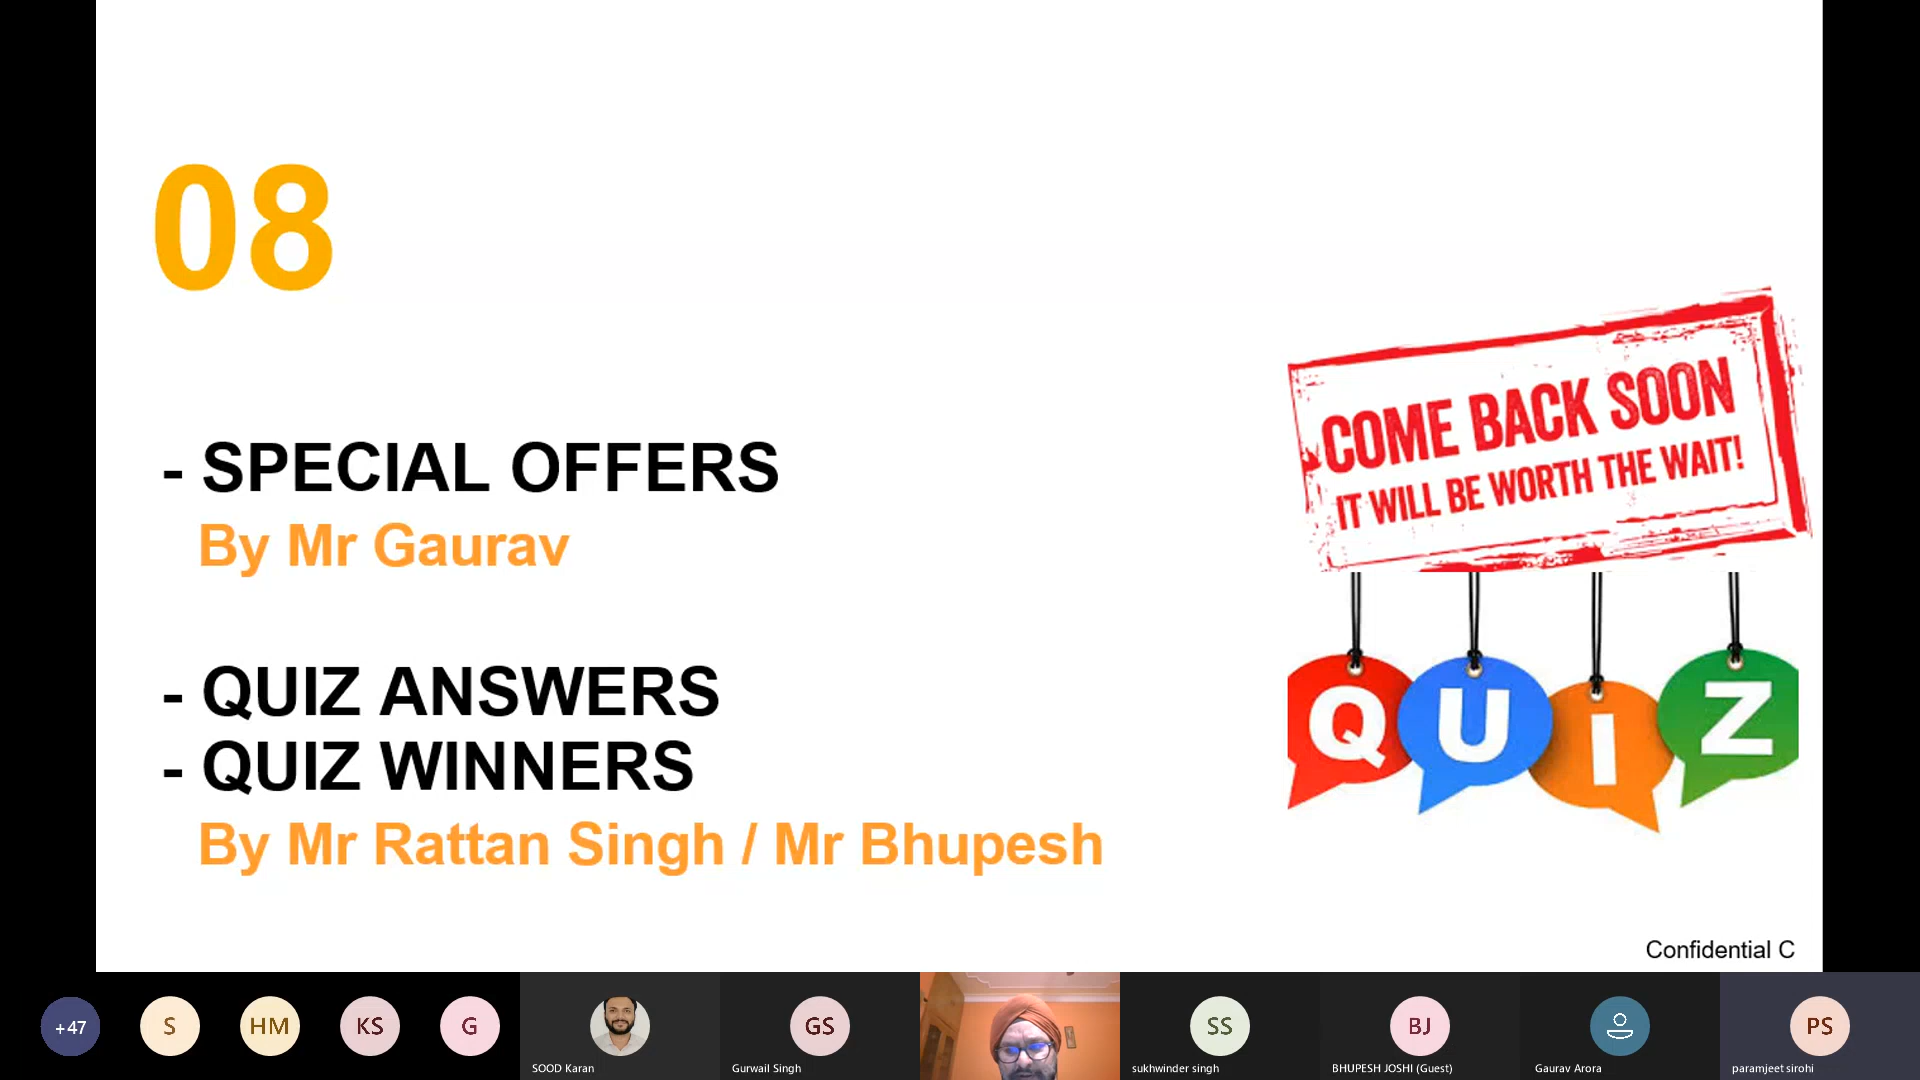 08
- SPECIAL OFFERS
By Mr Gaurav
- QUIZ ANSWERS
- QUIZ WINNERS
By Mr Rattan Singh / Mr Bhupesh
COME BACK SOON
IT WILL BE WORTH THE WAIT!
QUIZ
Confidential C
+47
S
HM
KS
G
SOOD Karan
GS
Gurwail Singh
SS
sukhwinder singh
BJ
BHUPESH JOSHI (Guest)
Gaurav Arora
PS
paramjeet sirohi